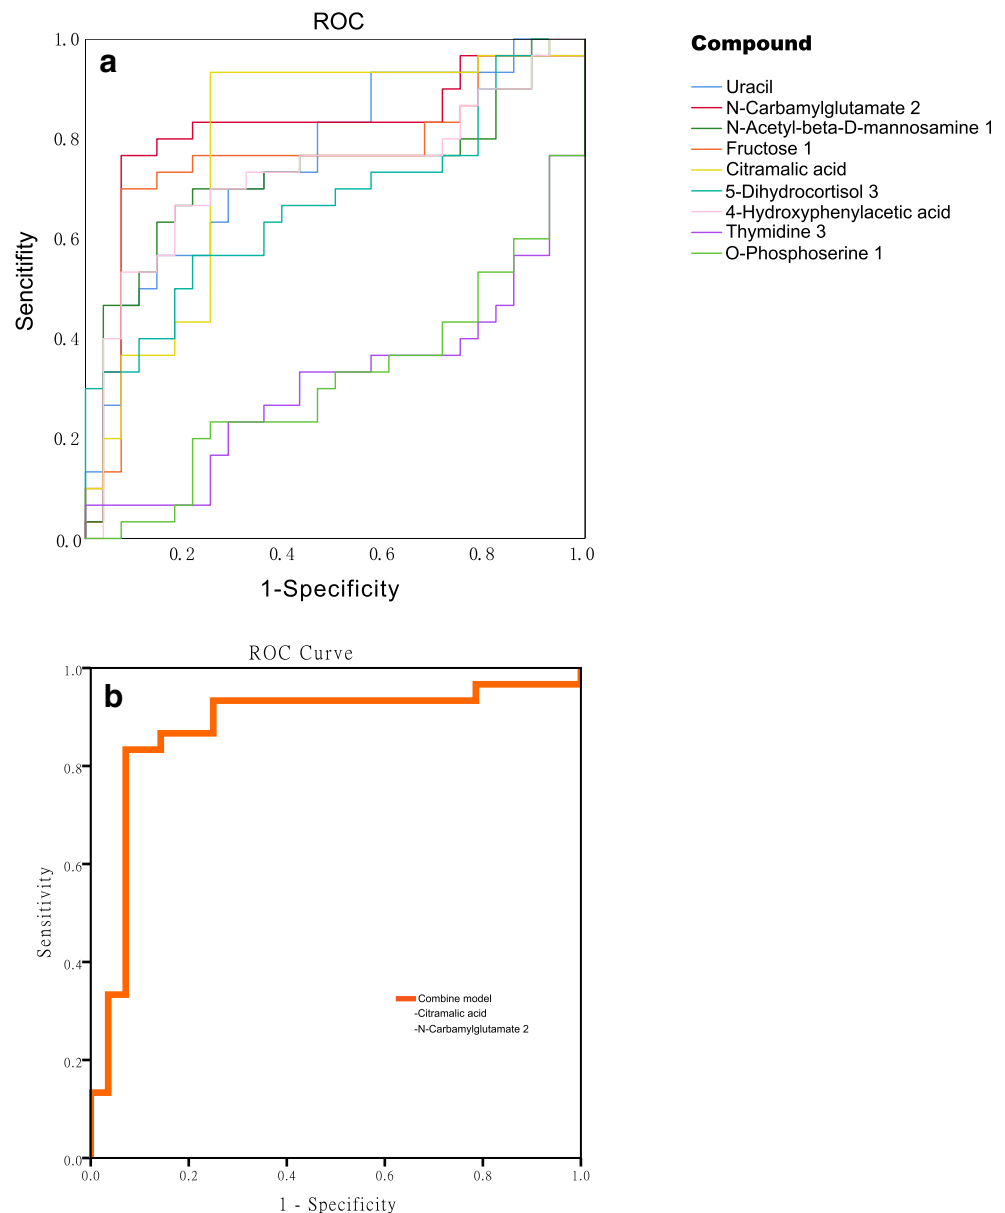 ROC
a
1.0
0.8
0.6
0.4
0.2
0.0
Sencitifity
0.2 0.4 0.6 0.8 1.0
1-Specificity
Compound
Uracil
N-Carbamylglutamate 2
N-Acetyl-beta-D-mannosamine 1
Fructose 1
Citramalic acid
5-Dihydrocortisol 3
4-Hydroxyphenylacetic acid
Thymidine 3
O-Phosphoserine 1
ROC Curve
b
1.0
0.8
0.6
0.4
0.2
0.0
Sensitivity
Combine model
-Citramalic acid
-N-Carbamylglutamate 2
0.0 0.2 0.4 0.6 0.8 1.0
1 - Specificity